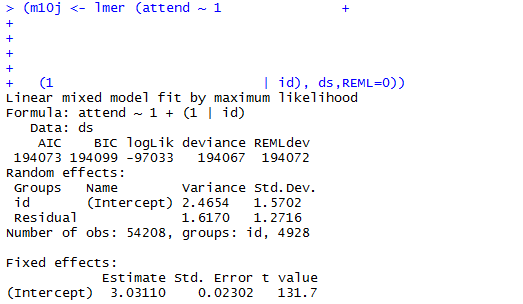 > (m10j <- lmer (attend ~ 1                    +
+
+
+
+
+    (1                              | id), ds,REML=0))
Linear mixed model fit by maximum likelihood
Formula: attend ~ 1 + (1 | id)
   Data: ds
    AIC    BIC logLik deviance REMLdev
 194073 194099 -97033   194067  194072
Random effects:
 Groups   Name        Variance Std.Dev.
 id       (Intercept) 2.4654   1.5702
 Residual             1.6170   1.2716
Number of obs: 54208, groups: id, 4928
Fixed effects:
            Estimate Std. Error t value
(Intercept)  3.03110    0.02302   131.7